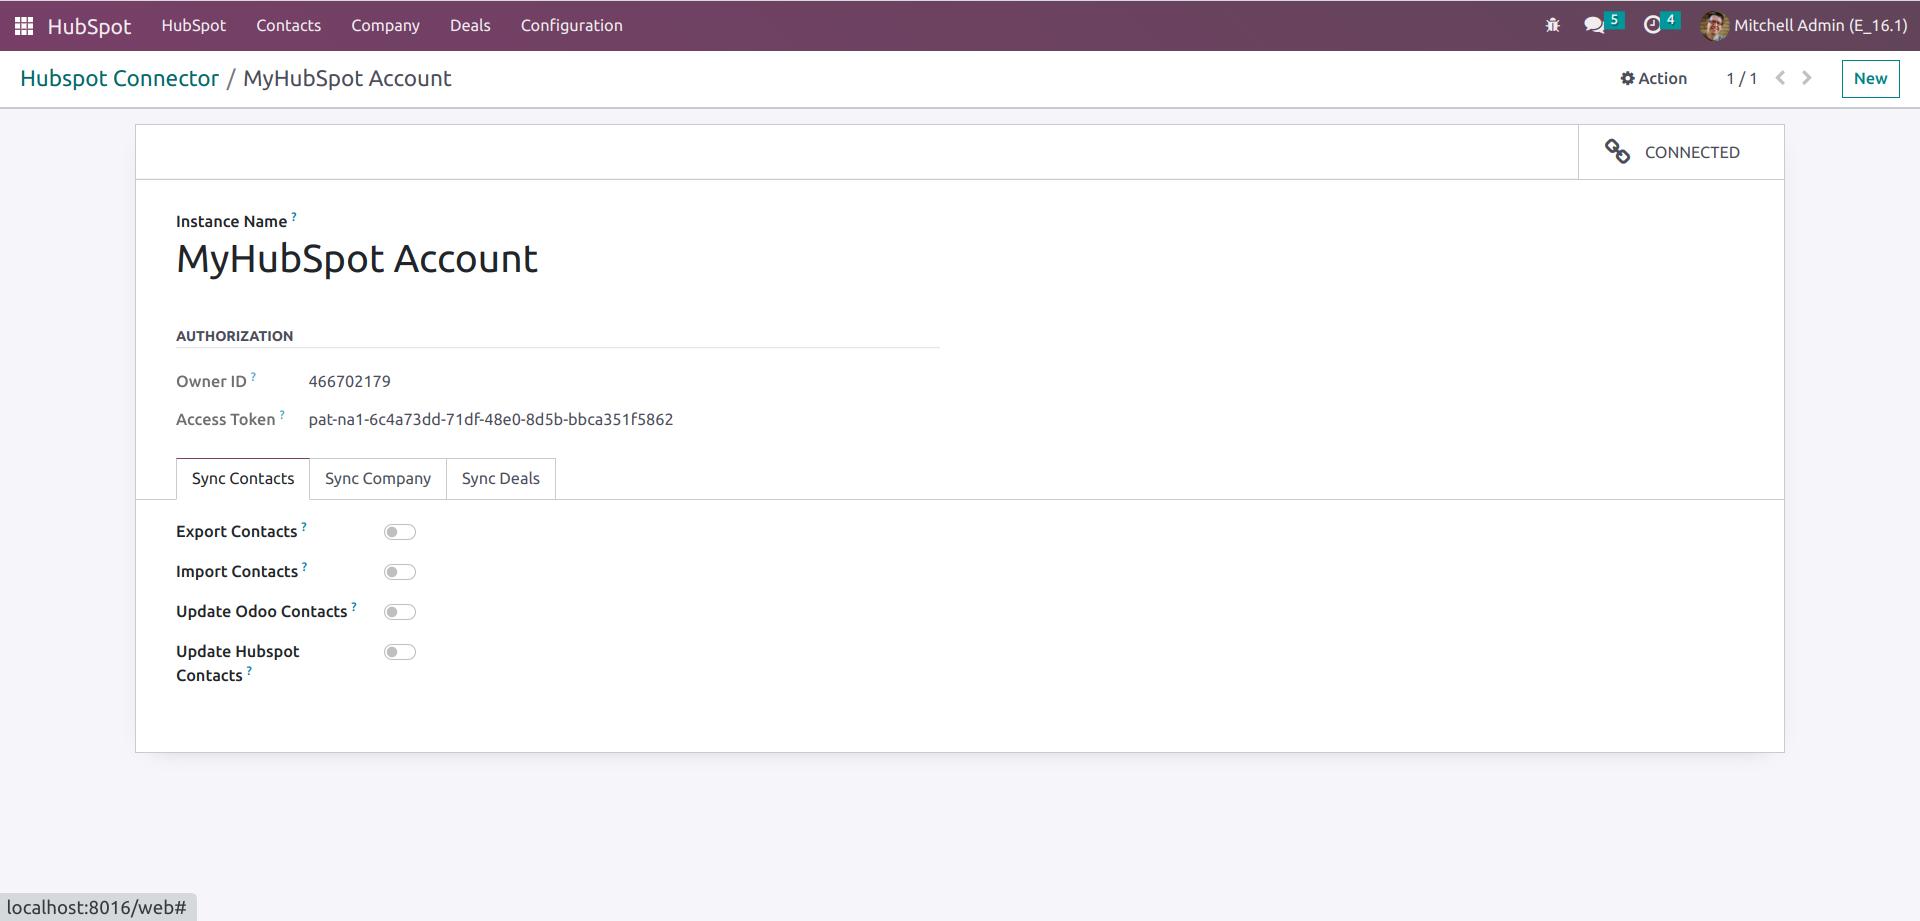 HubSpot HubSpot Contacts Company Deals Configuration 5 4 Mitchell Admin (E_16.1)
Hubspot Connector / MyHubSpot Account Action 1 / 1 New
CONNECTED
Instance Name ?
MyHubSpot Account
AUTHORIZATION
Owner ID ? 466702179
Access Token ? pat-na1-6c4a73dd-71df-48e0-8d5b-bbca351f5862
Sync Contacts Sync Company Sync Deals
Export Contacts ?
Import Contacts ?
Update Odoo Contacts ?
Update Hubspot
Contacts ?
localhost:8016/web#